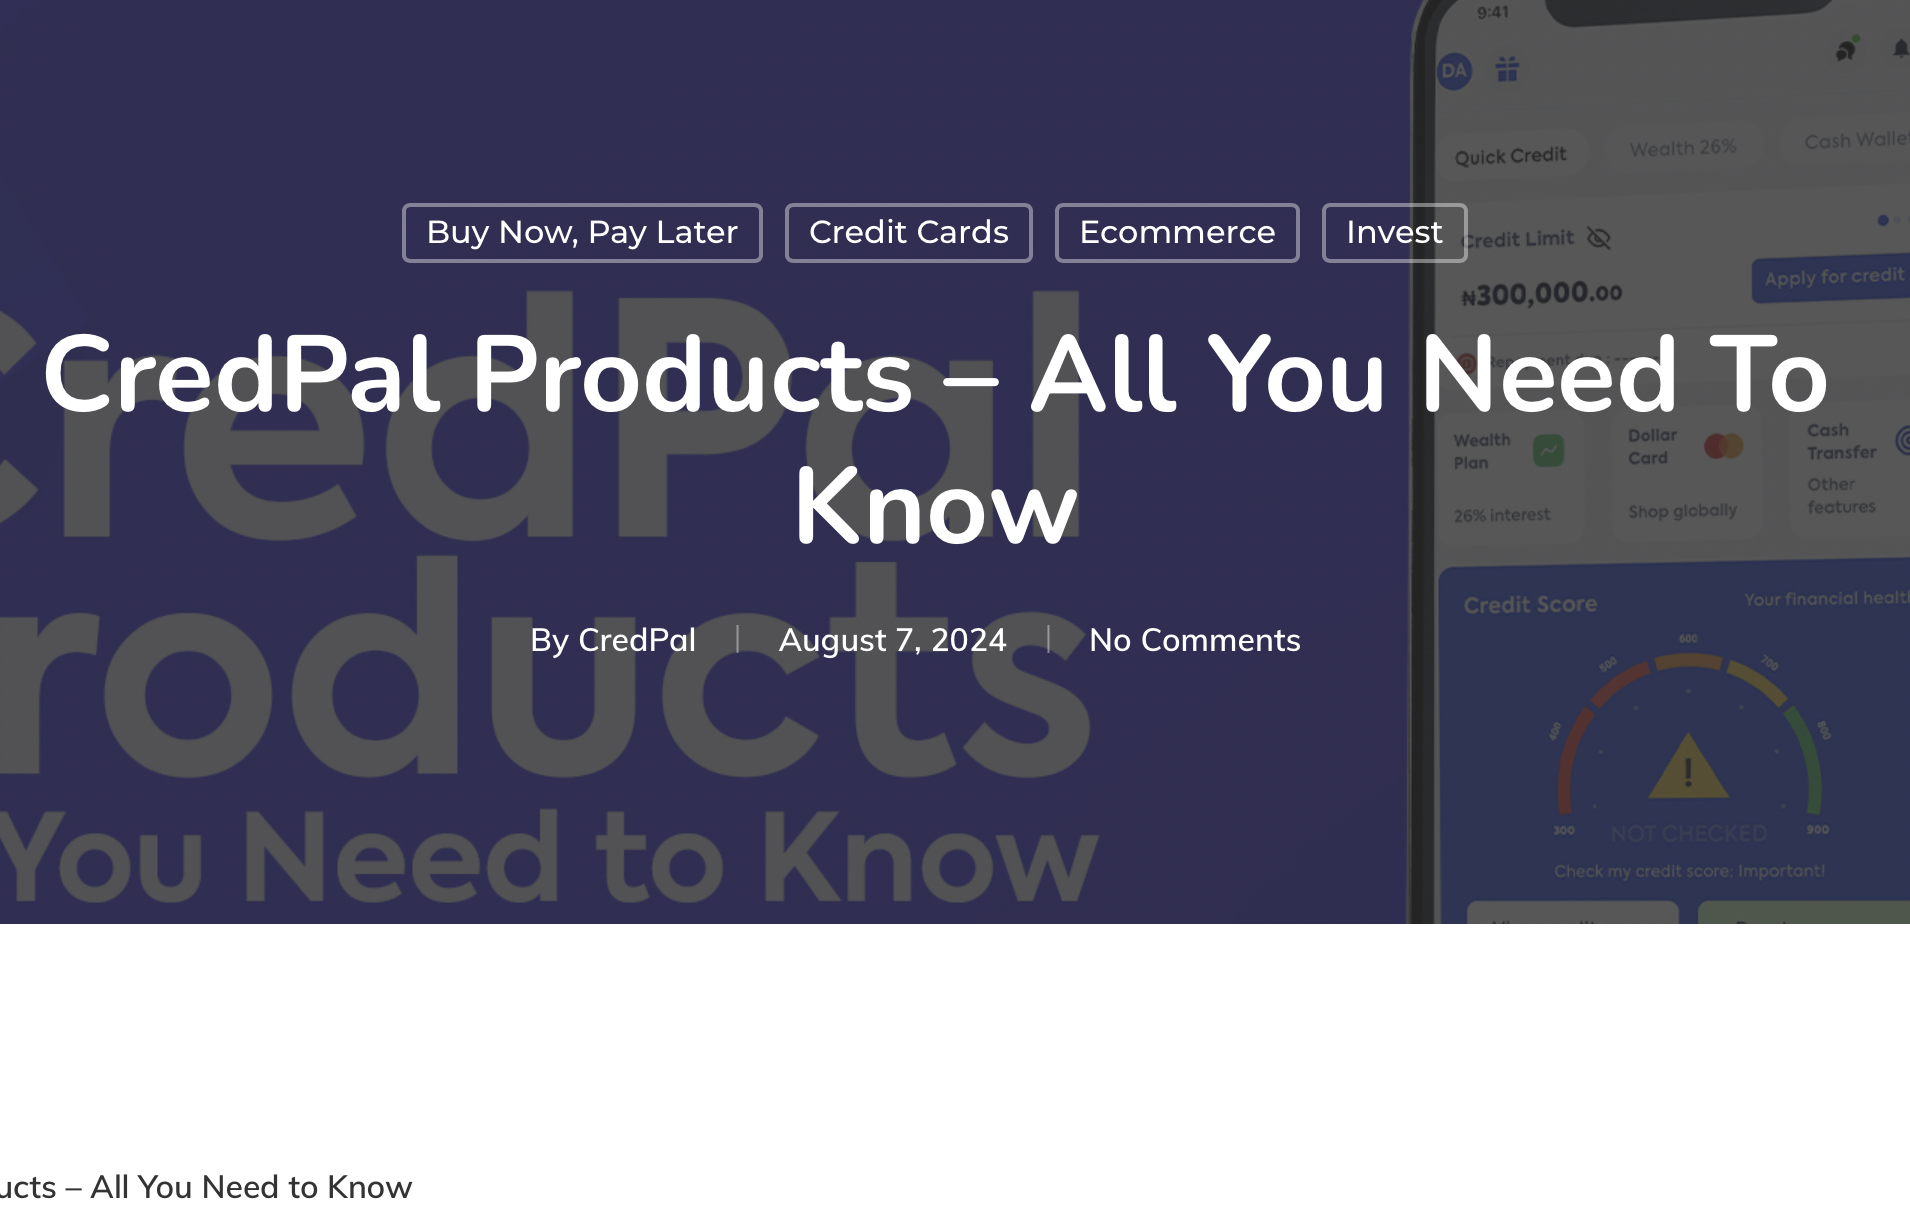 9:41
DA
Quick Credit
Wealth 26%
Cash Wallet
Buy Now, Pay Later
Credit Cards
Ecommerce
Invest
Credit Limit
₦300,000.00
Apply for credit
CredPal Products – All You Need To
Know
By CredPal
August 7, 2024
No Comments
CredPal
Products
You Need to Know
Wealth
Plan
26% interest
Dollar
Card
Shop globally
Cash
Transfer
Other
features
Credit Score
Your financial health
300
400
500
600
700
800
900
NOT CHECKED
Check my credit score; Important!
ucts – All You Need to Know